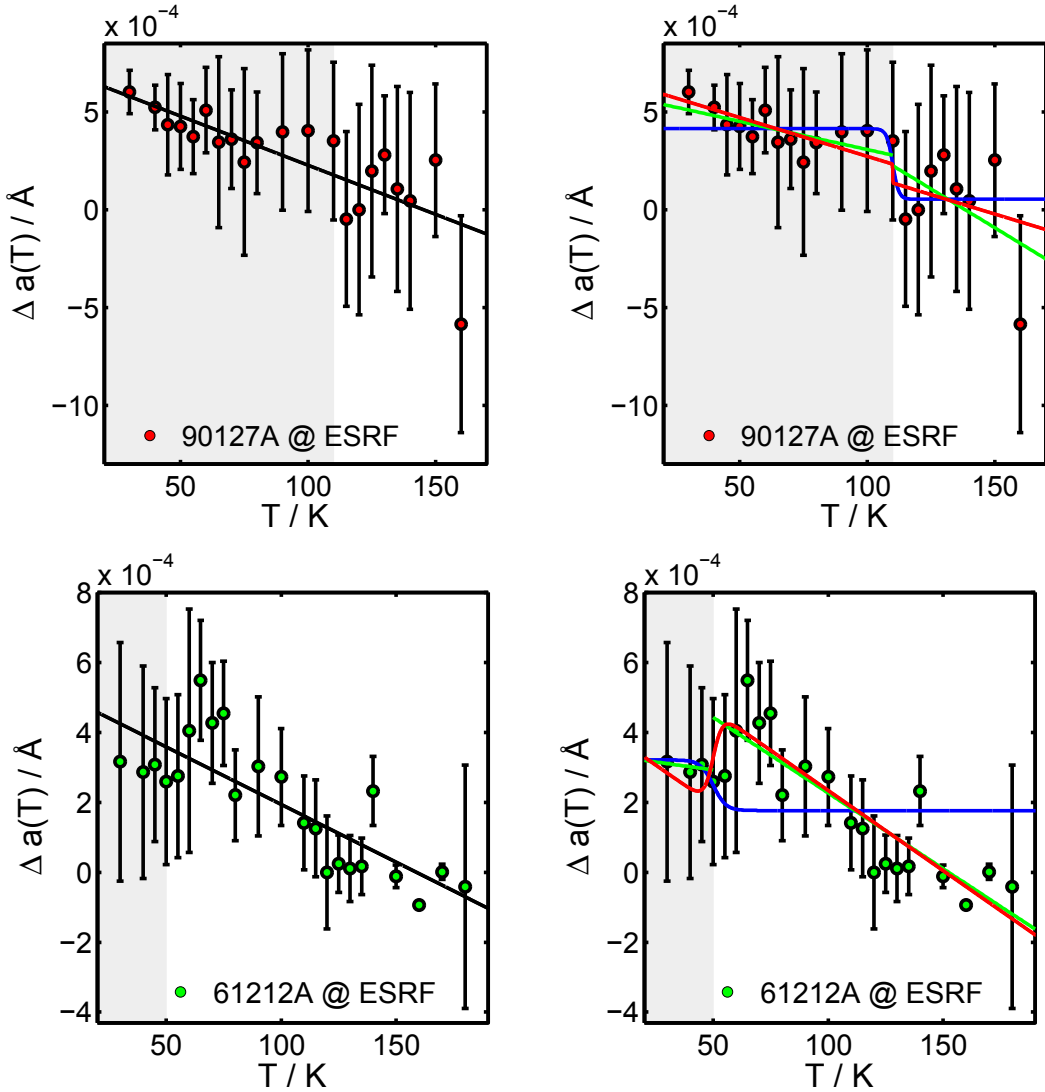 x 10⁻⁴
5
0
−5
−10
Δ a(T) / Å
90127A @ ESRF
50
100
150
T / K
x 10⁻⁴
5
0
−5
−10
Δ a(T) / Å
90127A @ ESRF
50
100
150
T / K
x 10⁻⁴
8
6
4
2
0
−2
−4
Δ a(T) / Å
61212A @ ESRF
50
100
150
T / K
x 10⁻⁴
8
6
4
2
0
−2
−4
Δ a(T) / Å
61212A @ ESRF
50
100
150
T / K